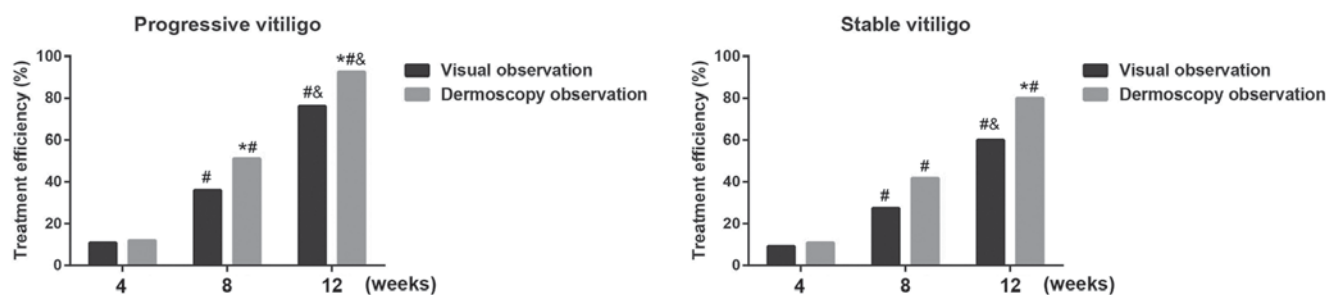 Progressive vitiligo
Treatment efficiency (%)
100
80
60
40
20
0
#
*#
#&
*#&
4
8
12
(weeks)
Visual observation
Dermoscopy observation
Stable vitiligo
Treatment efficiency (%)
100
80
60
40
20
0
#
#
#&
*#
4
8
12
(weeks)
Visual observation
Dermoscopy observation